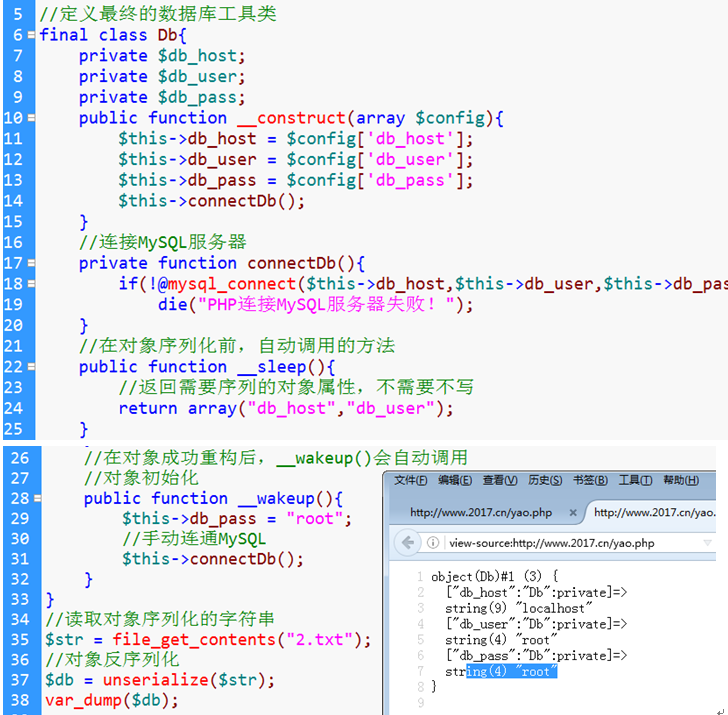 5 //定义最终的数据库工具类
6 final class Db{
7 private $db_host;
8 private $db_user;
9 private $db_pass;
10 public function __construct(array $config){
11 $this->db_host = $config['db_host'];
12 $this->db_user = $config['db_user'];
13 $this->db_pass = $config['db_pass'];
14 $this->connectDb();
15 }
16 //连接MySQL服务器
17 private function connectDb(){
18 if(!@mysql_connect($this->db_host,$this->db_user,$this->db_pas
19 die("PHP连接MySQL服务器失败！");
20 }
21 //在对象序列化前，自动调用的方法
22 public function __sleep(){
23 //返回需要序列的对象属性，不需要不写
24 return array("db_host","db_user");
25 }
26 //在对象成功重构后，__wakeup()会自动调用
27 //对象初始化
28 public function __wakeup(){
29 $this->db_pass = "root";
30 //手动连通MySQL
31 $this->connectDb();
32 }
33 }
34 //读取对象序列化的字符串
35 $str = file_get_contents("2.txt");
36 //对象反序列化
37 $db = unserialize($str);
38 var_dump($db);
文件(F) 编辑(E) 查看(V) 历史(S) 书签(B) 工具(T) 帮助(H)
http://www.2017.cn/yao.php × http://www.2017.cn/yao.
view-source:http://www.2017.cn/yao.php
1 object(Db)#1 (3) {
2 ["db_host":"Db":private]=>
3 string(9) "localhost"
4 ["db_user":"Db":private]=>
5 string(4) "root"
6 ["db_pass":"Db":private]=>
7 string(4) "root"
8 }
9